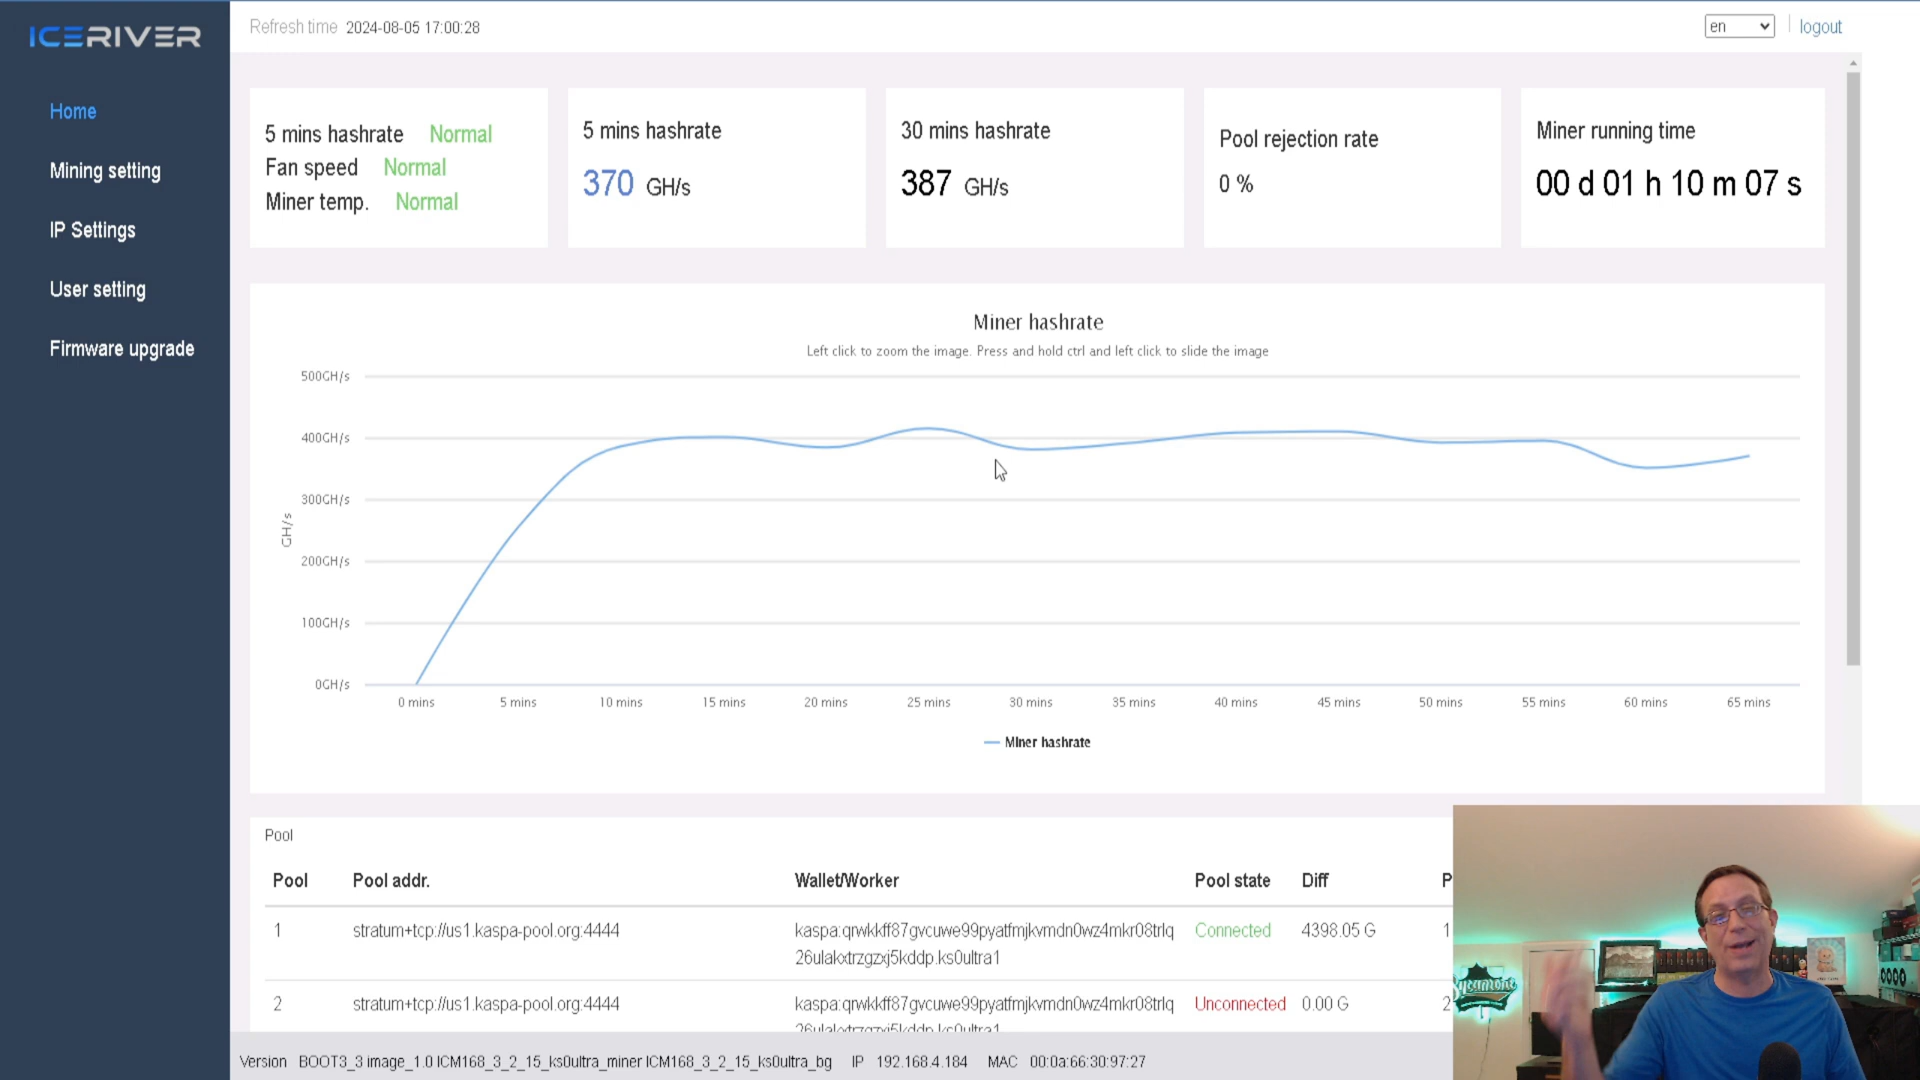 ICERIVER
Refresh time 2024-08-05 17:00:28
en
logout
Home
Mining setting
IP Settings
User setting
Firmware upgrade
5 mins hashrate Normal
Fan speed Normal
Miner temp. Normal
5 mins hashrate
370 GH/s
30 mins hashrate
387 GH/s
Pool rejection rate
0 %
Miner running time
00 d 01 h 10 m 07 s
Miner hashrate
Left click to zoom the image. Press and hold ctrl and left click to slide the image
500GH/s
400GH/s
300GH/s
200GH/s
100GH/s
0GH/s
GH/s
0 mins 5 mins 10 mins 15 mins 20 mins 25 mins 30 mins 35 mins 40 mins 45 mins 50 mins 55 mins 60 mins 65 mins
Miner hashrate
Pool
Pool Pool addr. Wallet/Worker Pool state Diff P
1 stratum+tcp://us1.kaspa-pool.org:4444 kaspa:qrwkkff87gvcuwe99pyatfmjkvmdn0wz4mkr08trlq Connected 4398.05 G 1
26ulakxtrzgzxj5kddp.ks0ultra1
2 stratum+tcp://us1.kaspa-pool.org:4444 kaspa:qrwkkff87gvcuwe99pyatfmjkvmdn0wz4mkr08trlq Unconnected 0.00 G 2
26ulakxtrzgzxj5kddp.ks0ultra1
Sycamore
Version BOOT3_3 image_1.0 ICM168_3_2_15_ks0ultra_miner ICM168_3_2_15_ks0ultra_bg IP 192.168.4.184 MAC 00:0a:66:30:97:27